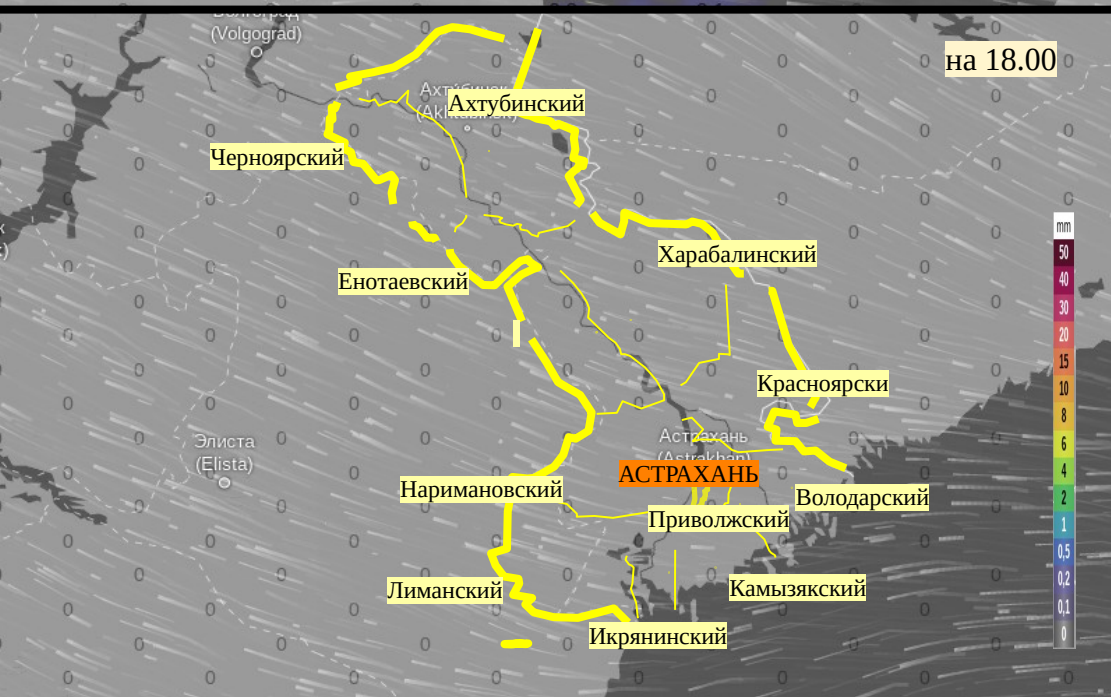 Волгоград
(Volgograd)
на 18.00
Ахтубинск
Ахтубинский
(Akhtubinsk)
Черноярский
Харабалинский
Енотаевский
mm
50
40
30
20
15
10
8
6
4
2
1
0,5
0,2
0,1
0
Красноярски
Элиста
(Elista)
Астрахань
(Astrakhan)
АСТРАХАНЬ
Наримановский
Володарский
Приволжский
Лиманский
Камызякский
Икрянинский